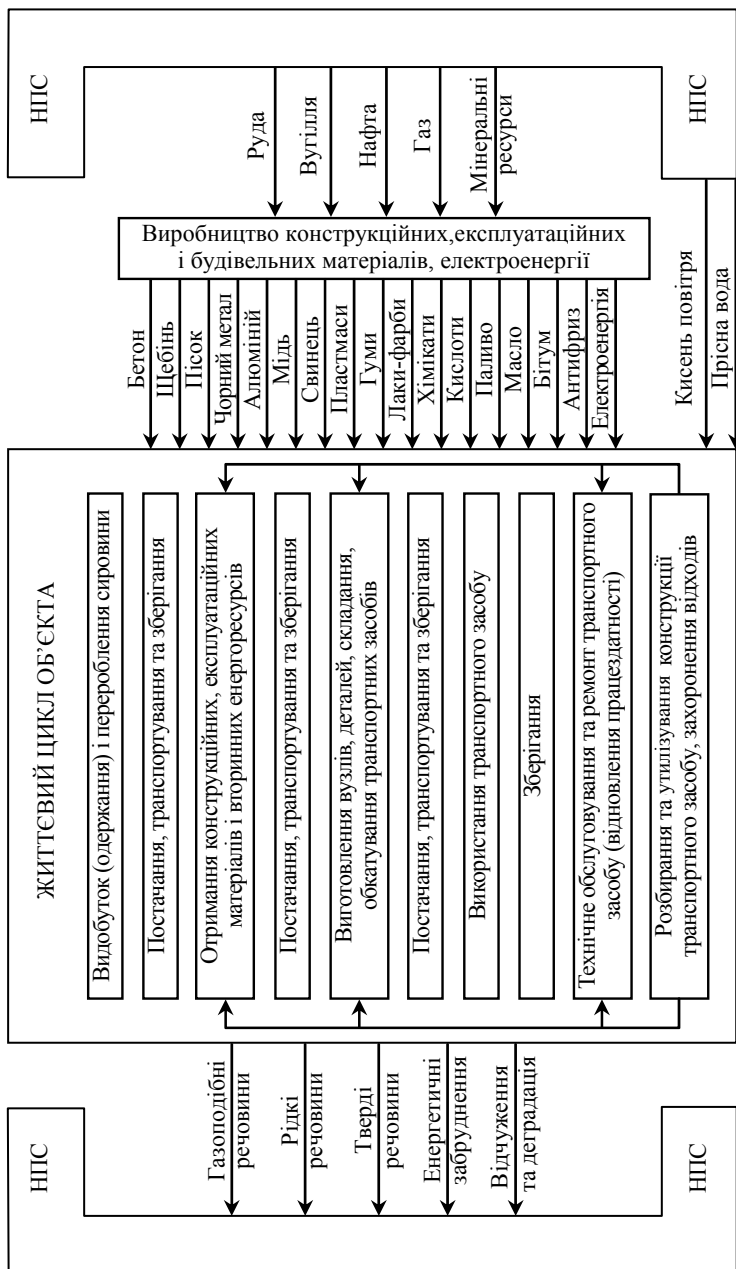 НПС
НПС
Руда
Вугілля
Нафта
Газ
Мінеральні
ресурси
Виробництво конструкційних,експлуатаційних
і будівельних матеріалів, електроенергії
Бетон
Щебінь
Пісок
Чорний метал
Алюміній
Мідь
Свинець
Пластмаси
Гуми
Лаки-фарби
Хімікати
Кислоти
Паливо
Масло
Бітум
Антифриз
Електроенергія
Кисень повітря
Прісна вода
ЖИТТЄВИЙ ЦИКЛ ОБ’ЄКТА
Видобуток (одержання) і перероблення сировини
Постачання, транспортування та зберігання
Отримання конструкційних, експлуатаційних
матеріалів і вторинних енергоресурсів
Постачання, транспортування та зберігання
Виготовлення вузлів, деталей, складання,
обкатування транспортних засобів
Постачання, транспортування та зберігання
Використання транспортного засобу
Зберігання
Технічне обслуговування та ремонт транспортного
засобу (відновлення працездатності)
Розбирання та утилізування конструкції
транспортного засобу, захоронення відходів
Газоподібні
речовини
Рідкі
речовини
Тверді
речовини
Енергетичні
забруднення
Відчуження
та деградація
НПС
НПС